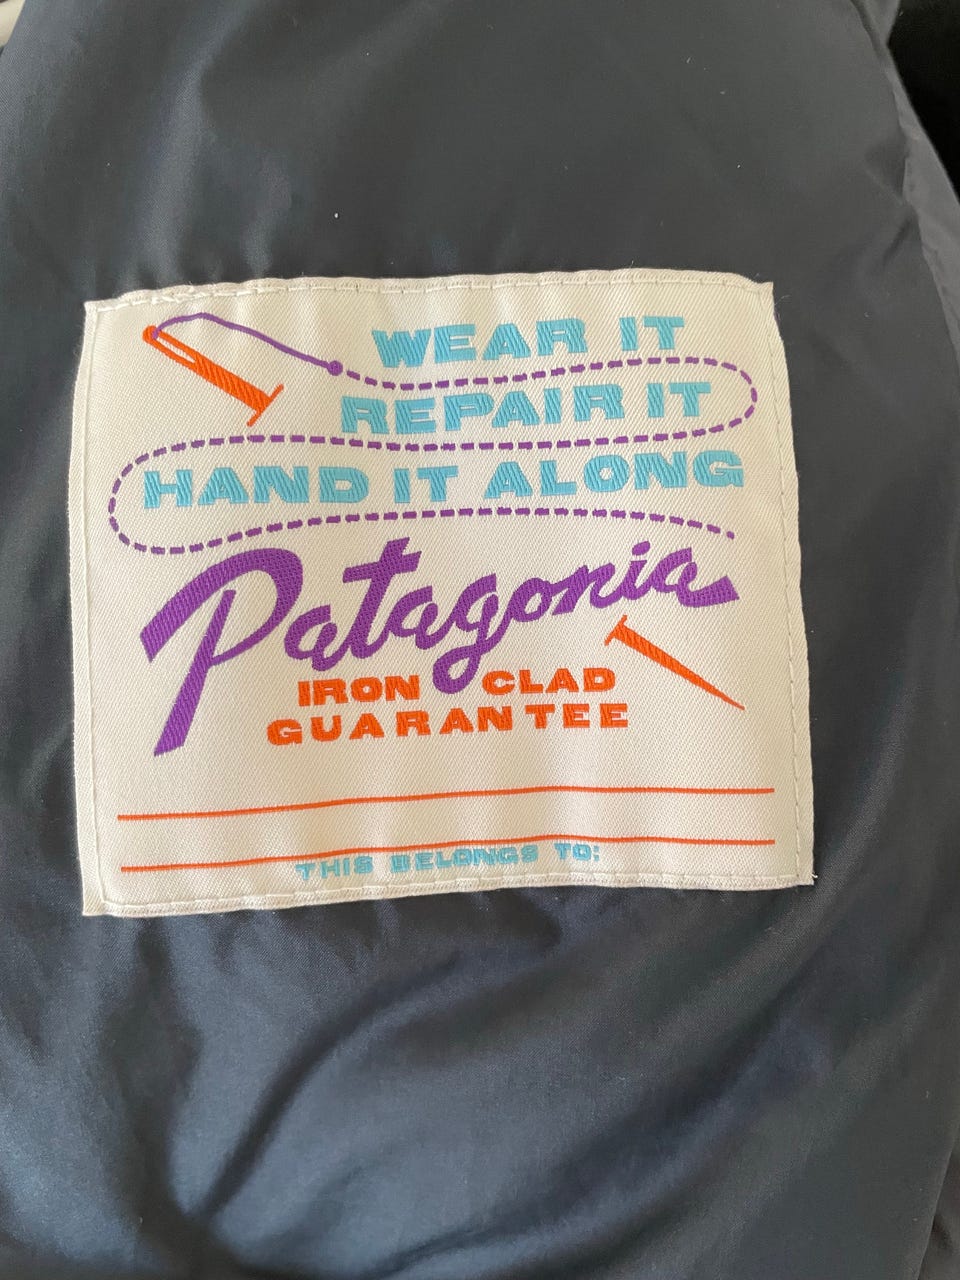 WEAR IT
REPAIR IT
HAND IT ALONG
Patagonia
IRON CLAD
GUARANTEE
THIS BELONGS TO: